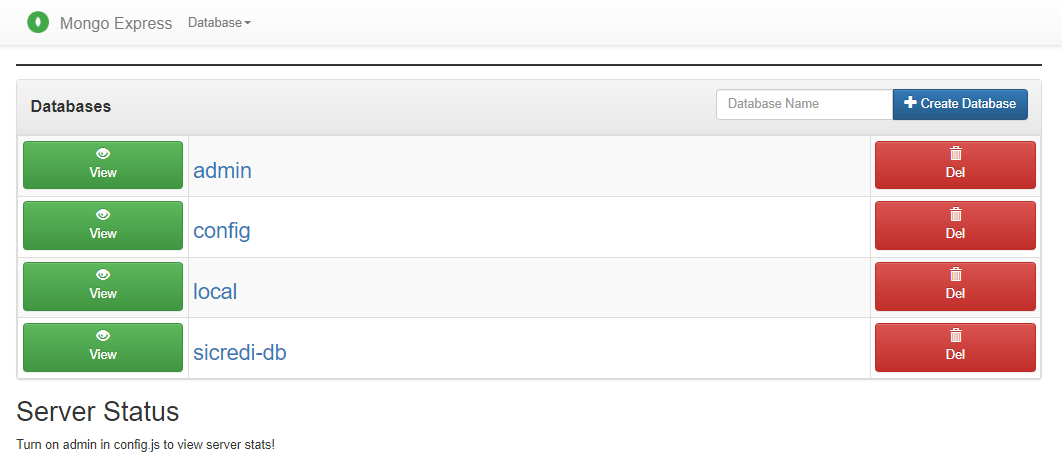 Mongo Express Database
Databases Database Name Create Database
View admin Del
View config Del
View local Del
View sicredi-db Del
Server Status
Turn on admin in config.js to view server stats!